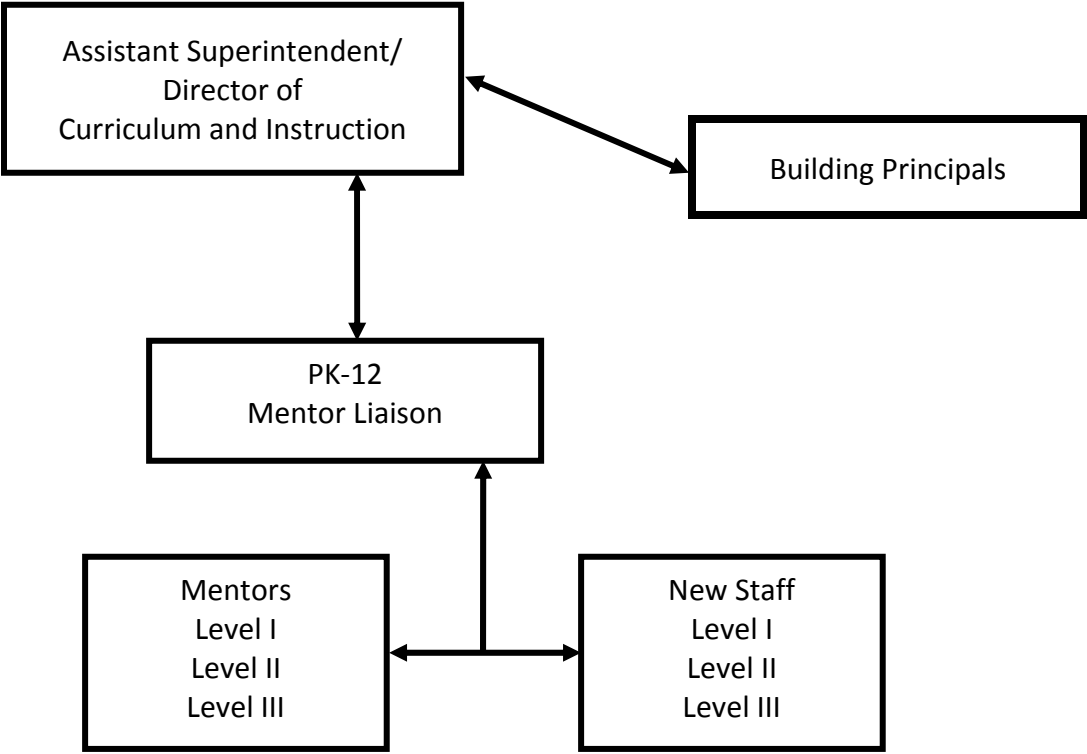 Assistant Superintendent/
Director of
Curriculum and Instruction
Building Principals
PK-12
Mentor Liaison
Mentors
Level I
Level II
Level III
New Staff
Level I
Level II
Level III